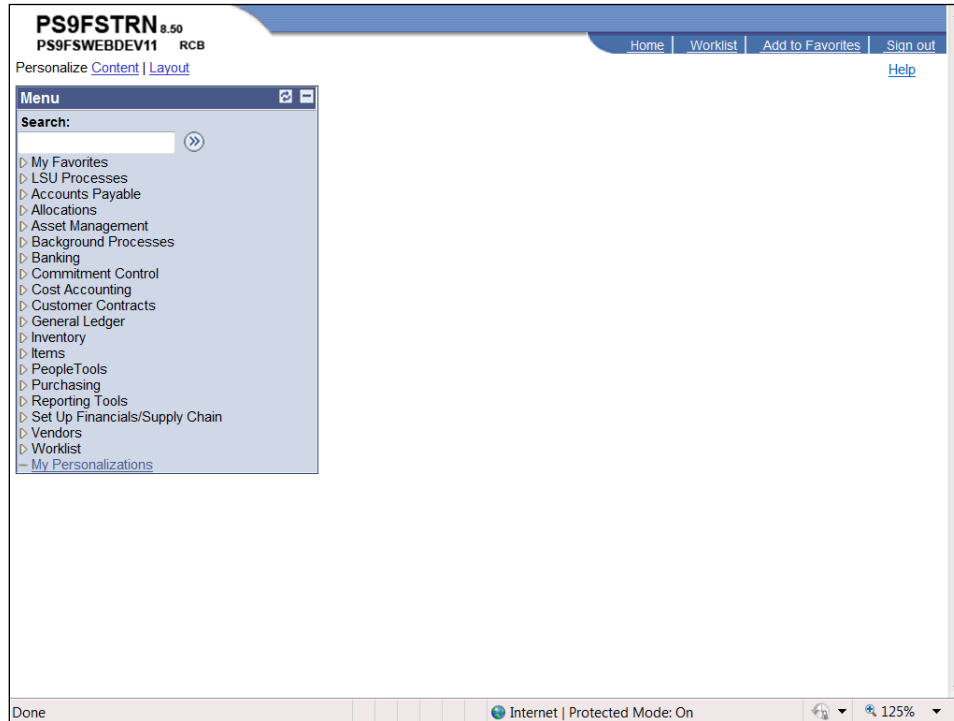 PS9FSTRN 8.50
PS9FSWEBDEV11 RCB
Home Worklist Add to Favorites Sign out
Personalize Content | Layout
Help
Menu
Search:
My Favorites
LSU Processes
Accounts Payable
Allocations
Asset Management
Background Processes
Banking
Commitment Control
Cost Accounting
Customer Contracts
General Ledger
Inventory
Items
PeopleTools
Purchasing
Reporting Tools
Set Up Financials/Supply Chain
Vendors
Worklist
My Personalizations
Done
Internet | Protected Mode: On
125%